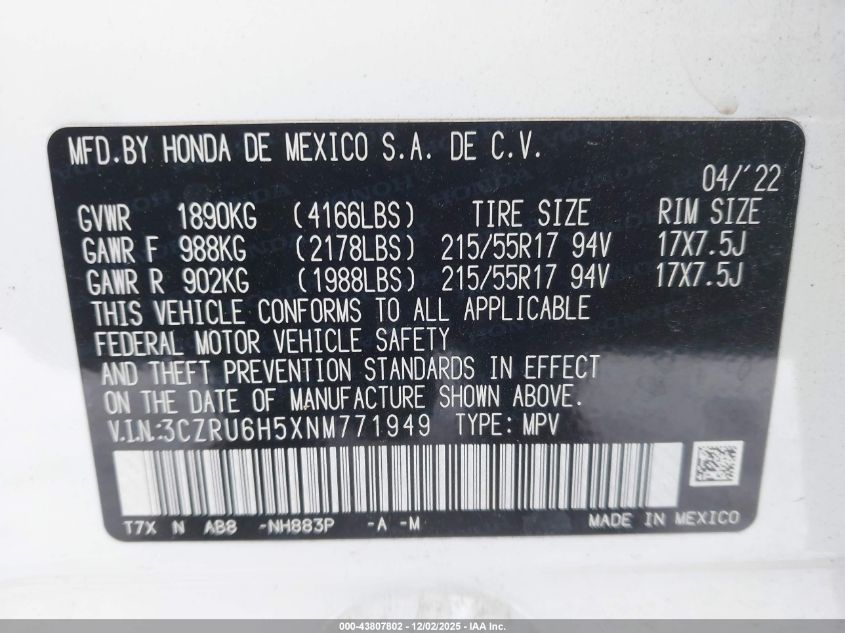 MFD.BY HONDA DE MEXICO S.A. DE C.V.
04/'22
GVWR 1890KG (4166LBS) TIRE SIZE RIM SIZE
GAWR F 988KG (2178LBS) 215/55R17 94V 17X7.5J
GAWR R 902KG (1988LBS) 215/55R17 94V 17X7.5J
THIS VEHICLE CONFORMS TO ALL APPLICABLE
FEDERAL MOTOR VEHICLE SAFETY
AND THEFT PREVENTION STANDARDS IN EFFECT
ON THE DATE OF MANUFACTURE SHOWN ABOVE.
V.I.N.:3CZRU6H5XNM771949 TYPE: MPV
T7X N AB8 -NH883P -A -M MADE IN MEXICO
000-43807802 - 12/02/2025 - IAA Inc.